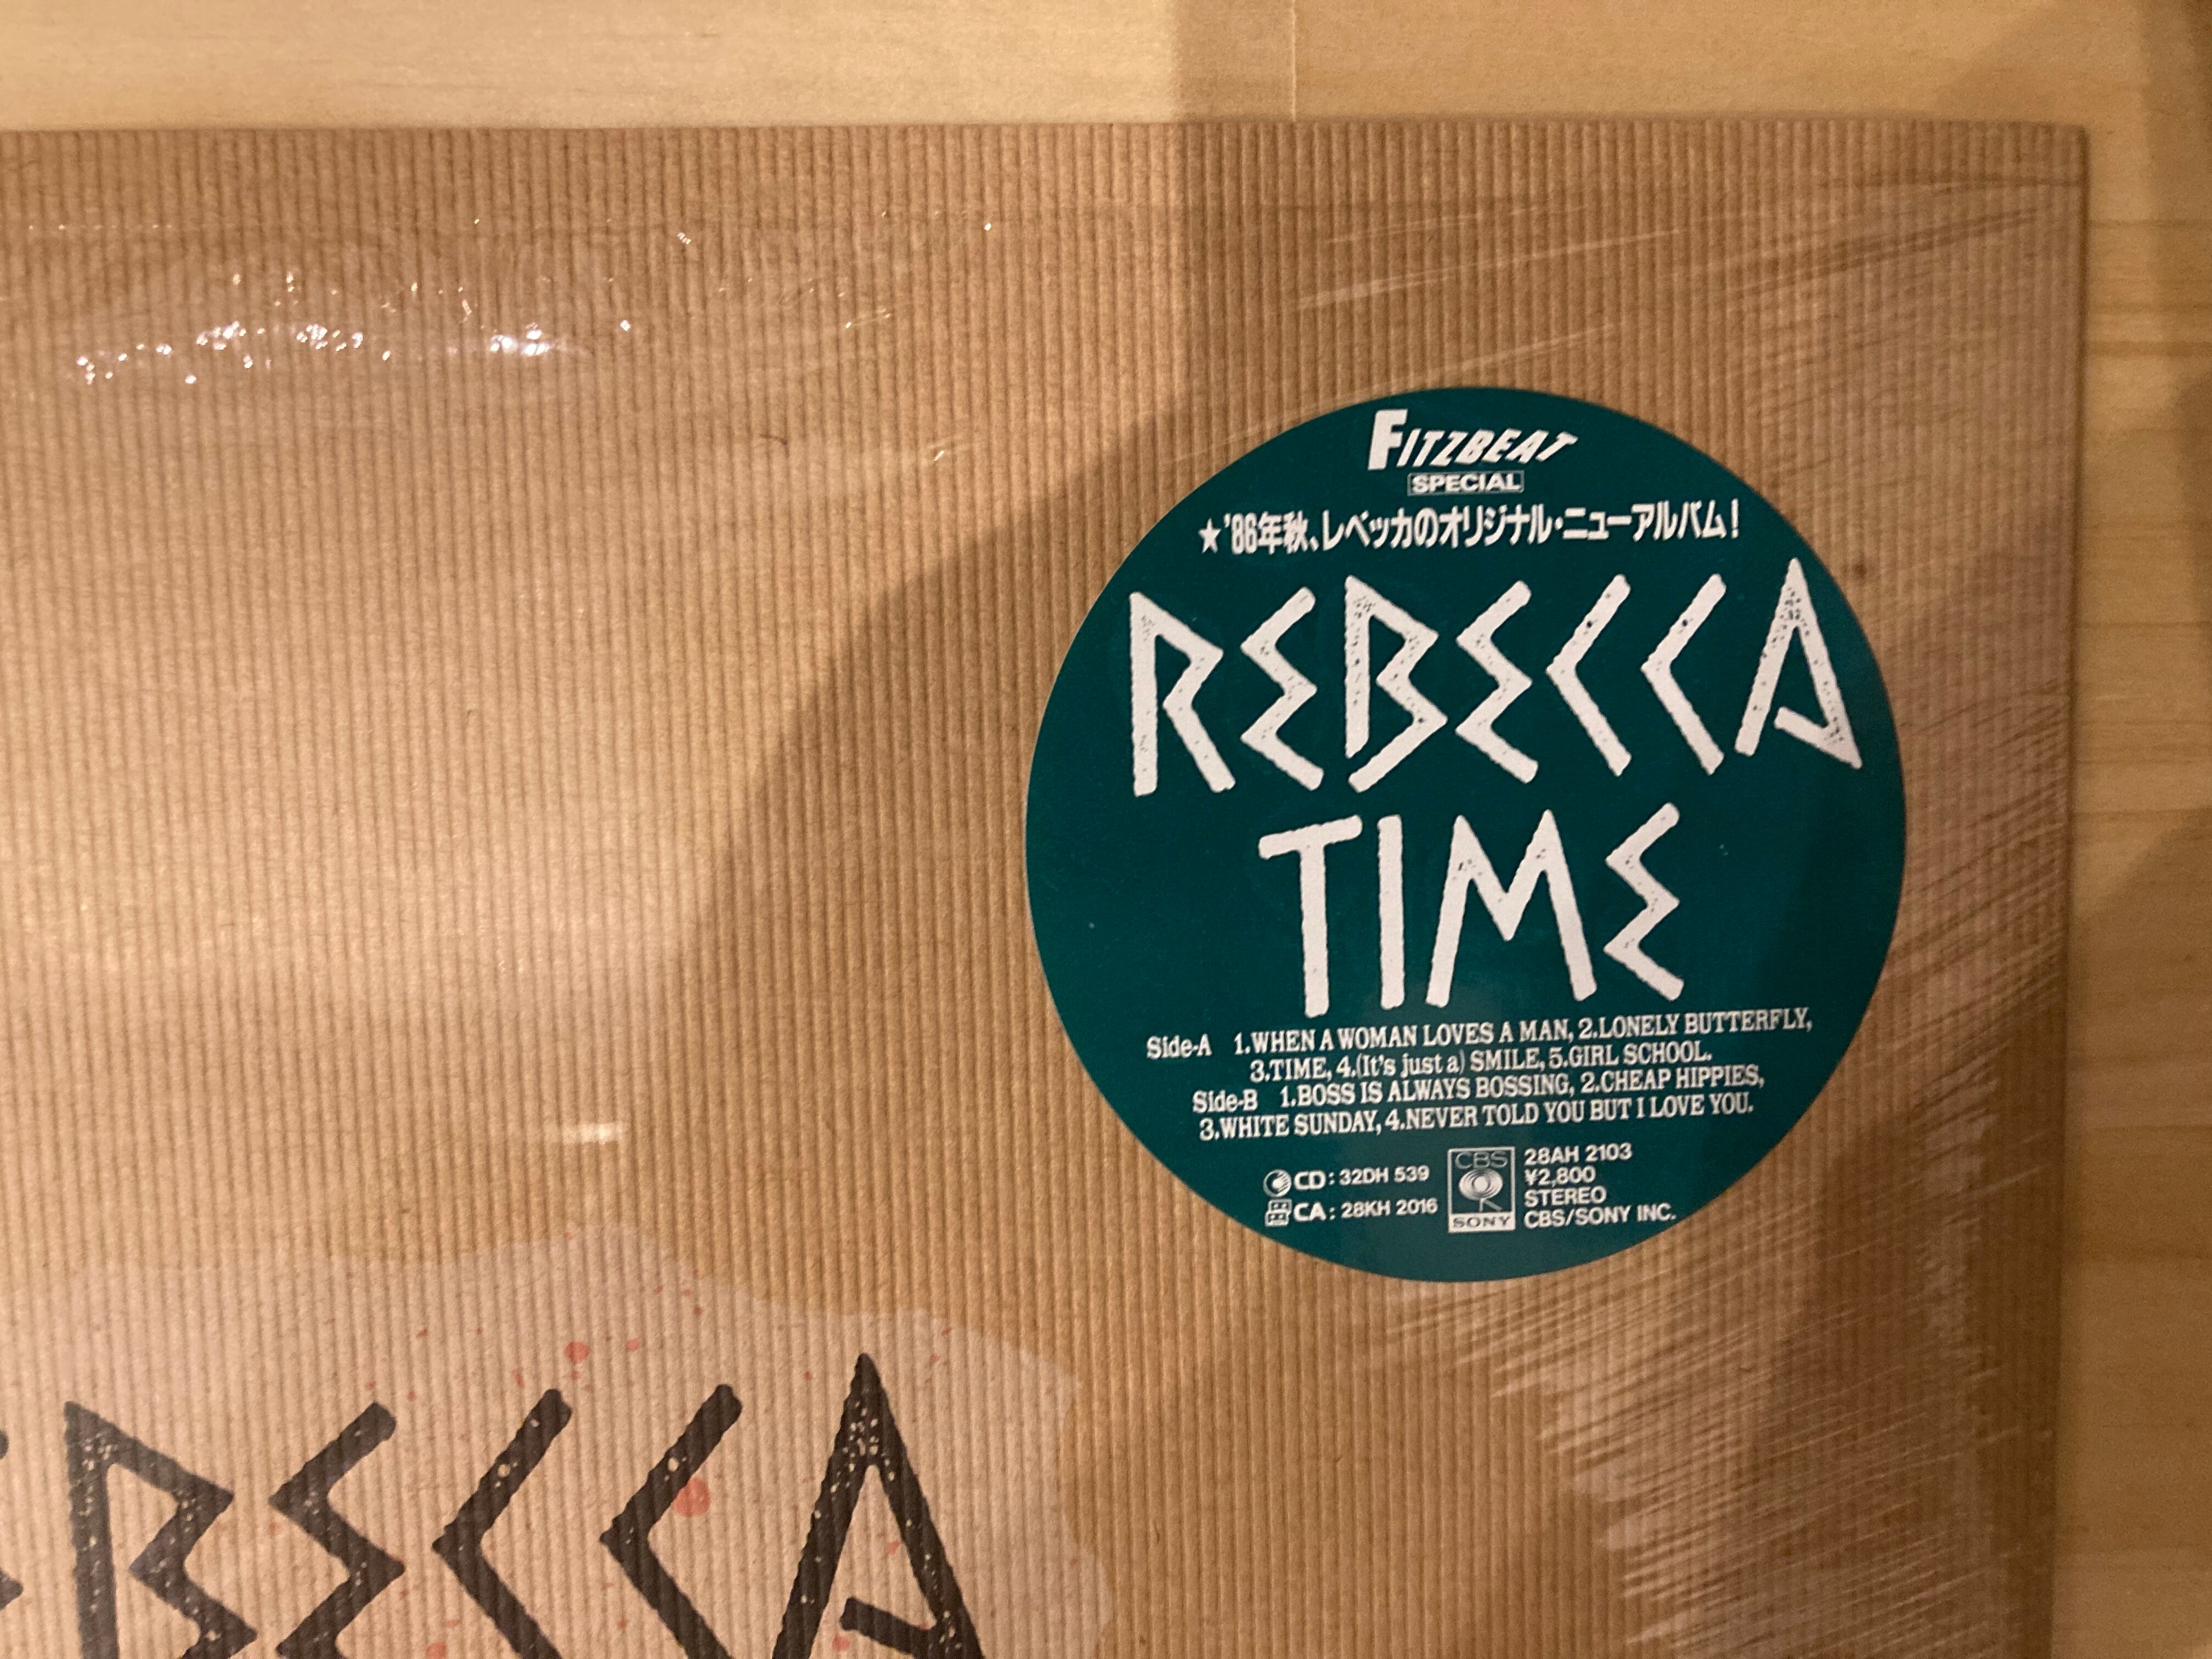 FITZBEAT
SPECIAL
★'86年秋、レベッカのオリジナル・ニューアルバム!
REBECCA
TIME
Side-A 1.WHEN A WOMAN LOVES A MAN, 2.LONELY BUTTERFLY,
3.TIME, 4.(It's just a) SMILE, 5.GIRL SCHOOL.
Side-B 1.BOSS IS ALWAYS BOSSING, 2.CHEAP HIPPIES,
3.WHITE SUNDAY, 4.NEVER TOLD YOU BUT I LOVE YOU.
CD: 32DH 539
CA: 28KH 2016
CBS
SONY
28AH 2103
¥2,800
STEREO
CBS/SONY INC.
BECCA